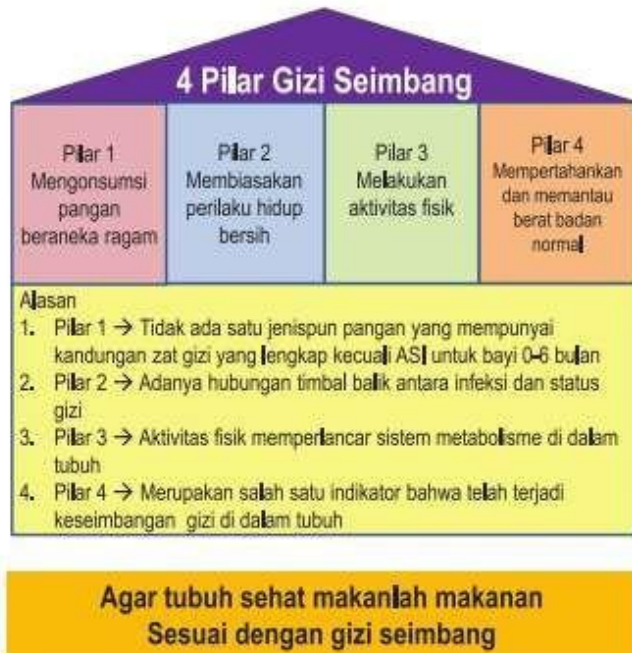 4 Pilar Gizi Seimbang
Pilar 1
Mengonsumsi
pangan
beraneka ragam
Pilar 2
Membiasakan
perilaku hidup
bersih
Pilar 3
Melakukan
aktivitas fisik
Pilar 4
Mempertahankan
dan memantau
berat badan
normal
Alasan
1. Pilar 1 → Tidak ada satu jenispun pangan yang mempunyai
kandungan zat gizi yang lengkap kecuali ASI untuk bayi 0-6 bulan
2. Pilar 2 → Adanya hubungan timbal balik antara infeksi dan status
gizi
3. Pilar 3 → Aktivitas fisik memperlancar sistem metabolisme di dalam
tubuh
4. Pilar 4 → Merupakan salah satu indikator bahwa telah terjadi
keseimbangan gizi di dalam tubuh
Agar tubuh sehat makanlah makanan
Sesuai dengan gizi seimbang